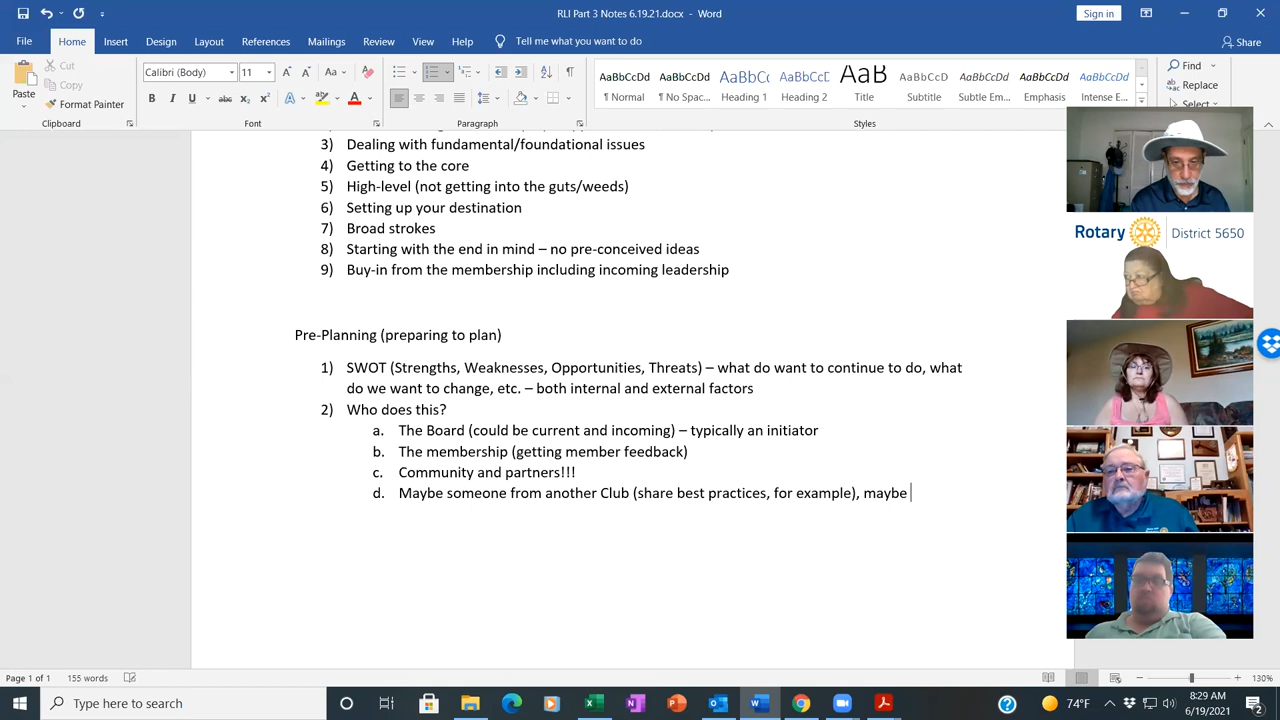 RLI Part 3 Notes 6.19.21.docx - Word
Sign in
File Home Insert Design Layout References Mailings Review View Help Tell me what you want to do Share
Cut
Copy
Format Painter
Paste
Calibri (Body) 11
Find
Replace
Select
AaBbCcDd AaBbCcDd AaBbCc AaBbCcC AaB AaBbCcD AaBbCcDd AaBbCcDd AaBbCcDd
¶ Normal ¶ No Spac... Heading 1 Heading 2 Title Subtitle Subtle Em... Emphasis Intense E...
Clipboard Font Paragraph Styles
3) Dealing with fundamental/foundational issues
4) Getting to the core
5) High-level (not getting into the guts/weeds)
6) Setting up your destination
7) Broad strokes
8) Starting with the end in mind – no pre-conceived ideas
9) Buy-in from the membership including incoming leadership
Pre-Planning (preparing to plan)
1) SWOT (Strengths, Weaknesses, Opportunities, Threats) – what do want to continue to do, what
do we want to change, etc. – both internal and external factors
2) Who does this?
a. The Board (could be current and incoming) – typically an initiator
b. The membership (getting member feedback)
c. Community and partners!!!
d. Maybe someone from another Club (share best practices, for example), maybe
Rotary District 5650
Page 1 of 1 155 words
130%
Type here to search
74°F
8:29 AM
6/19/2021
2